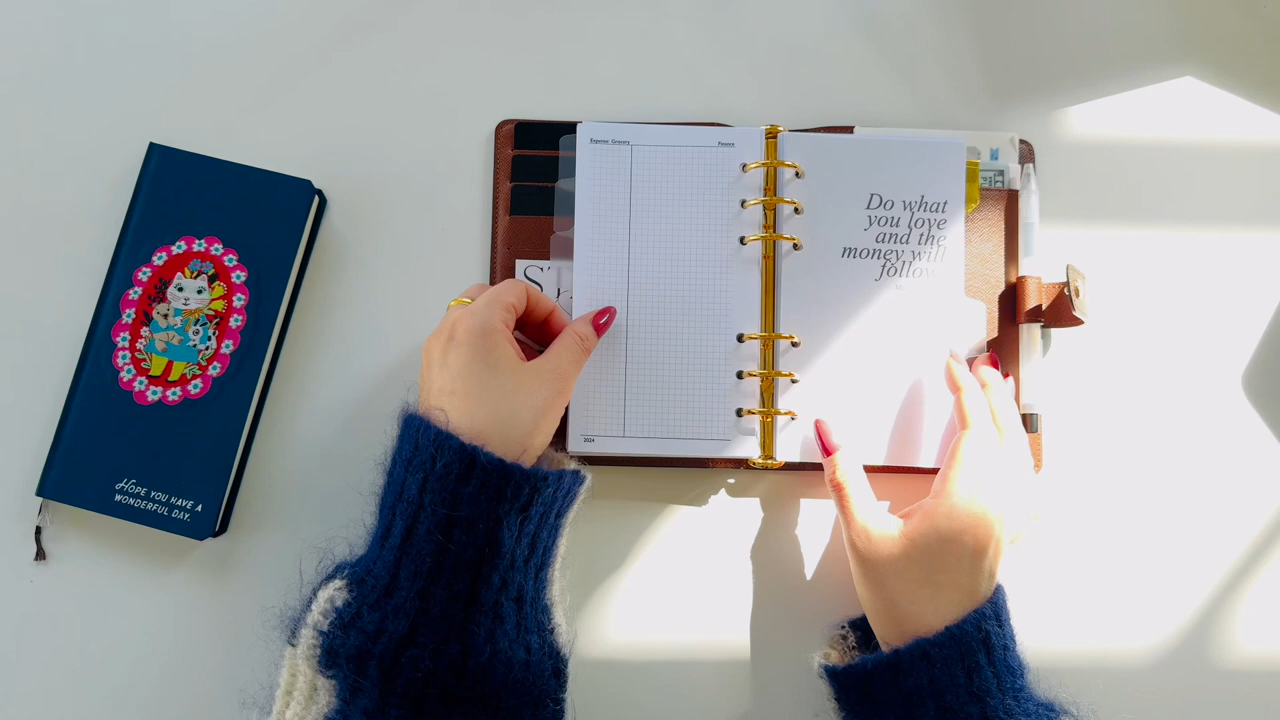 HOPE YOU HAVE A
WONDERFUL DAY.
Expense: Grocery
Finance
2024
Do what
you love
and the
money will
follow.